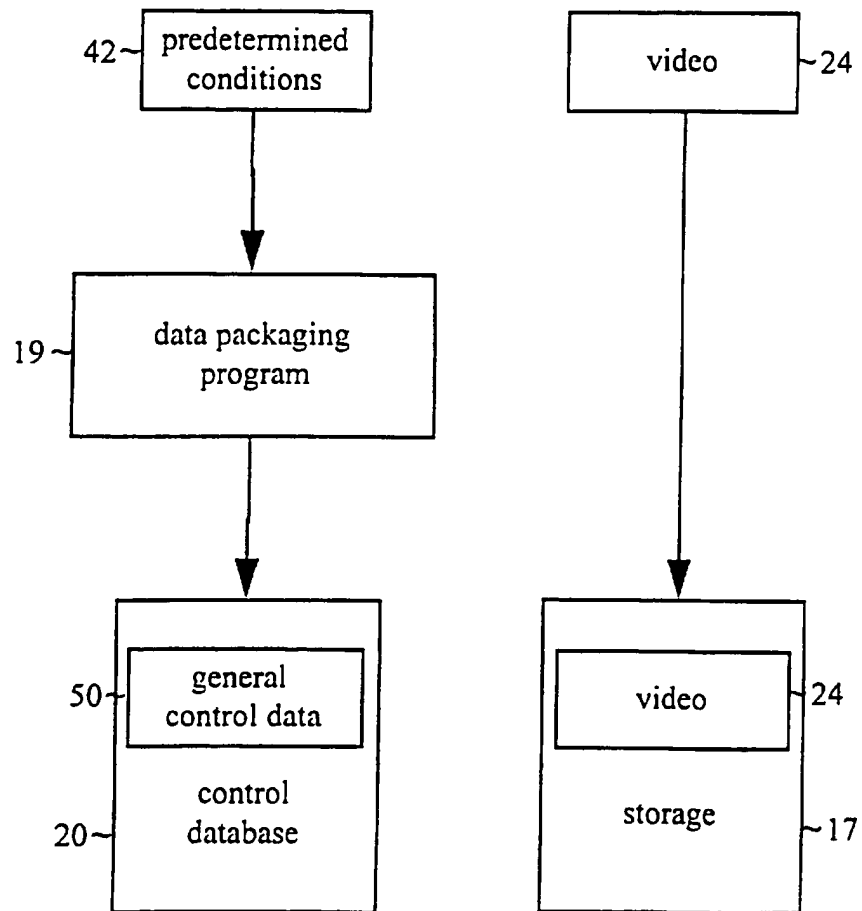 42~
predetermined
conditions
video
~24
19~
data packaging
program
50~
general
control data
20~
control
database
video
24
storage
~17